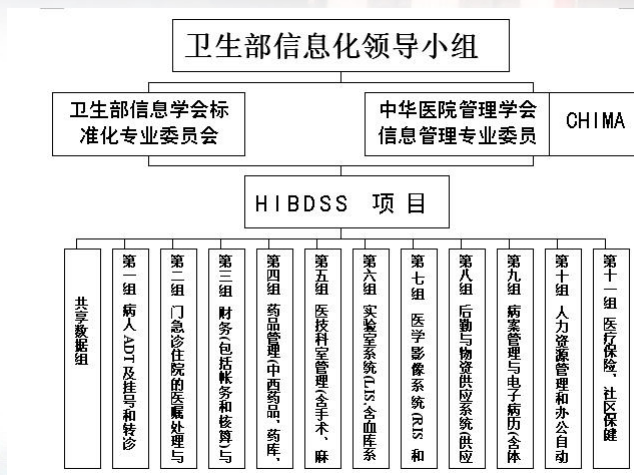 卫生部信息化领导小组
卫生部信息学会标
准化专业委员会
中华医院管理学会
信息管理专业委员
CHIMA
HIBDSS 项目
共享数据组
第一组 病人ADT及挂号和转诊
第二组 门急诊住院的医嘱处理与
第三组 财务(包括帐务和核算)与
第四组 药品管理(中西药品、药库、
第五组 医技科室管理(含手术、麻
第六组 实验室系统(LIS,含血库系
第七组 医学影像系统(RIS 和
第八组 后勤与物资供应系统(供应
第九组 病案管理与电子病历(含体
第十组 人力资源管理和办公自动
第十一组 医疗保险、社区保健